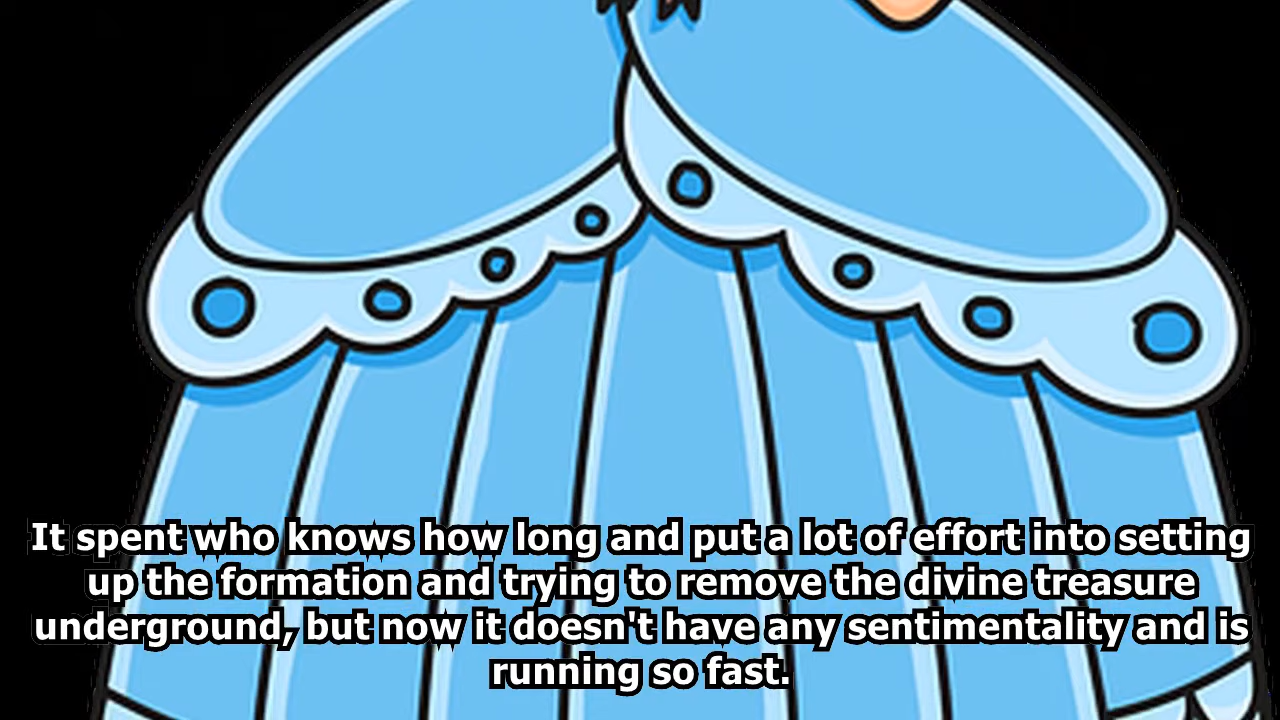 It spent who knows how long and put a lot of effort into setting
up the formation and trying to remove the divine treasure
underground, but now it doesn't have any sentimentality and is
running so fast.